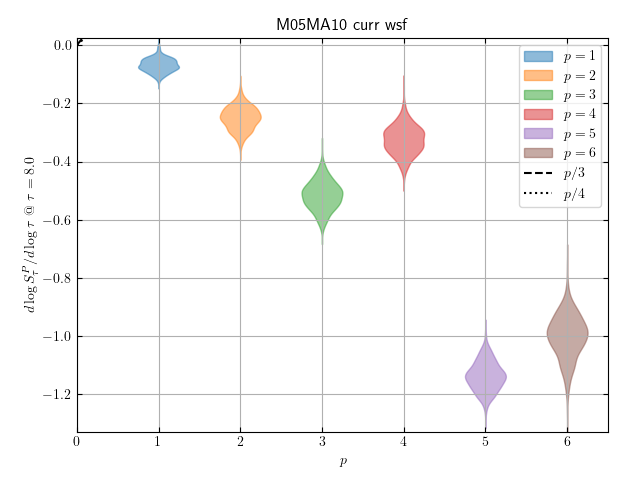 M05MA10 curr wsf
d log S_τ^P / d log τ @ τ = 8.0
0.0
−0.2
−0.4
−0.6
−0.8
−1.0
−1.2
0 1 2 3 4 5 6
p
p = 1
p = 2
p = 3
p = 4
p = 5
p = 6
p/3
p/4